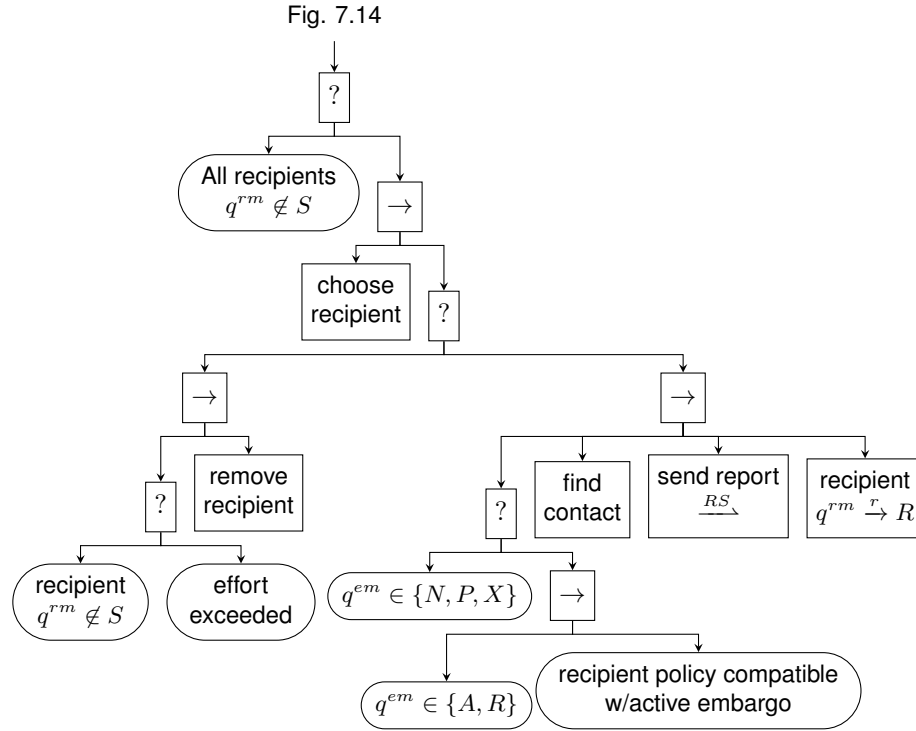 Fig. 7.14
?
All recipients
q^{rm} ∉ S
→
choose
recipient
?
→
→
?
remove
recipient
?
find
contact
send report
RS
recipient
q^{rm} \xrightarrow{r} R
recipient
q^{rm} ∉ S
effort
exceeded
q^{em} ∈ {N, P, X}
→
q^{em} ∈ {A, R}
recipient policy compatible
w/active embargo